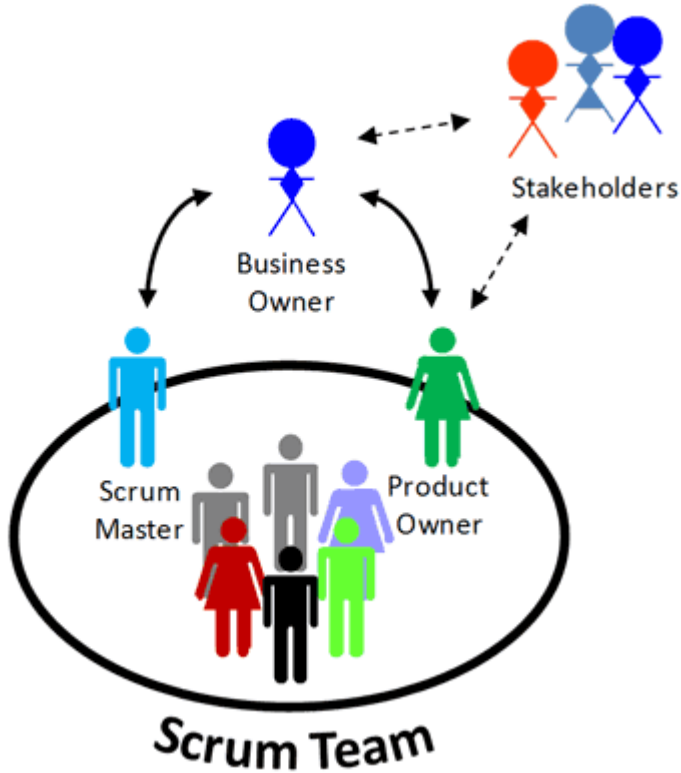 Stakeholders
Business
Owner
Scrum
Master
Product
Owner
Scrum Team